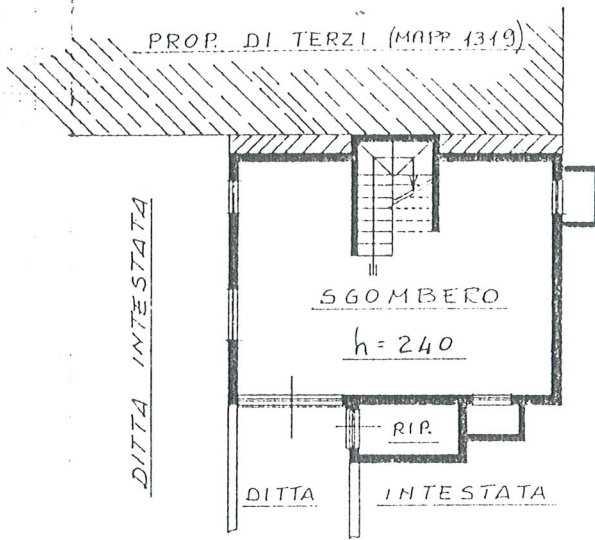 PROP. DI TERZI (MAPP 1319)
DITTA INTESTATA
SGOMBERO
h=240
RIP.
DITTA INTESTATA